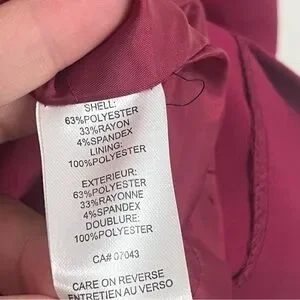 SHELL:
63%POLYESTER
33%RAYON
4%SPANDEX
LINING:
100%POLYESTER
EXTERIEUR:
63%POLYESTER
33%RAYONNE
4%SPANDEX
DOUBLURE:
100%POLYESTER
CA# 07043
CARE ON REVERSE
ENTRETIEN AU VERSO